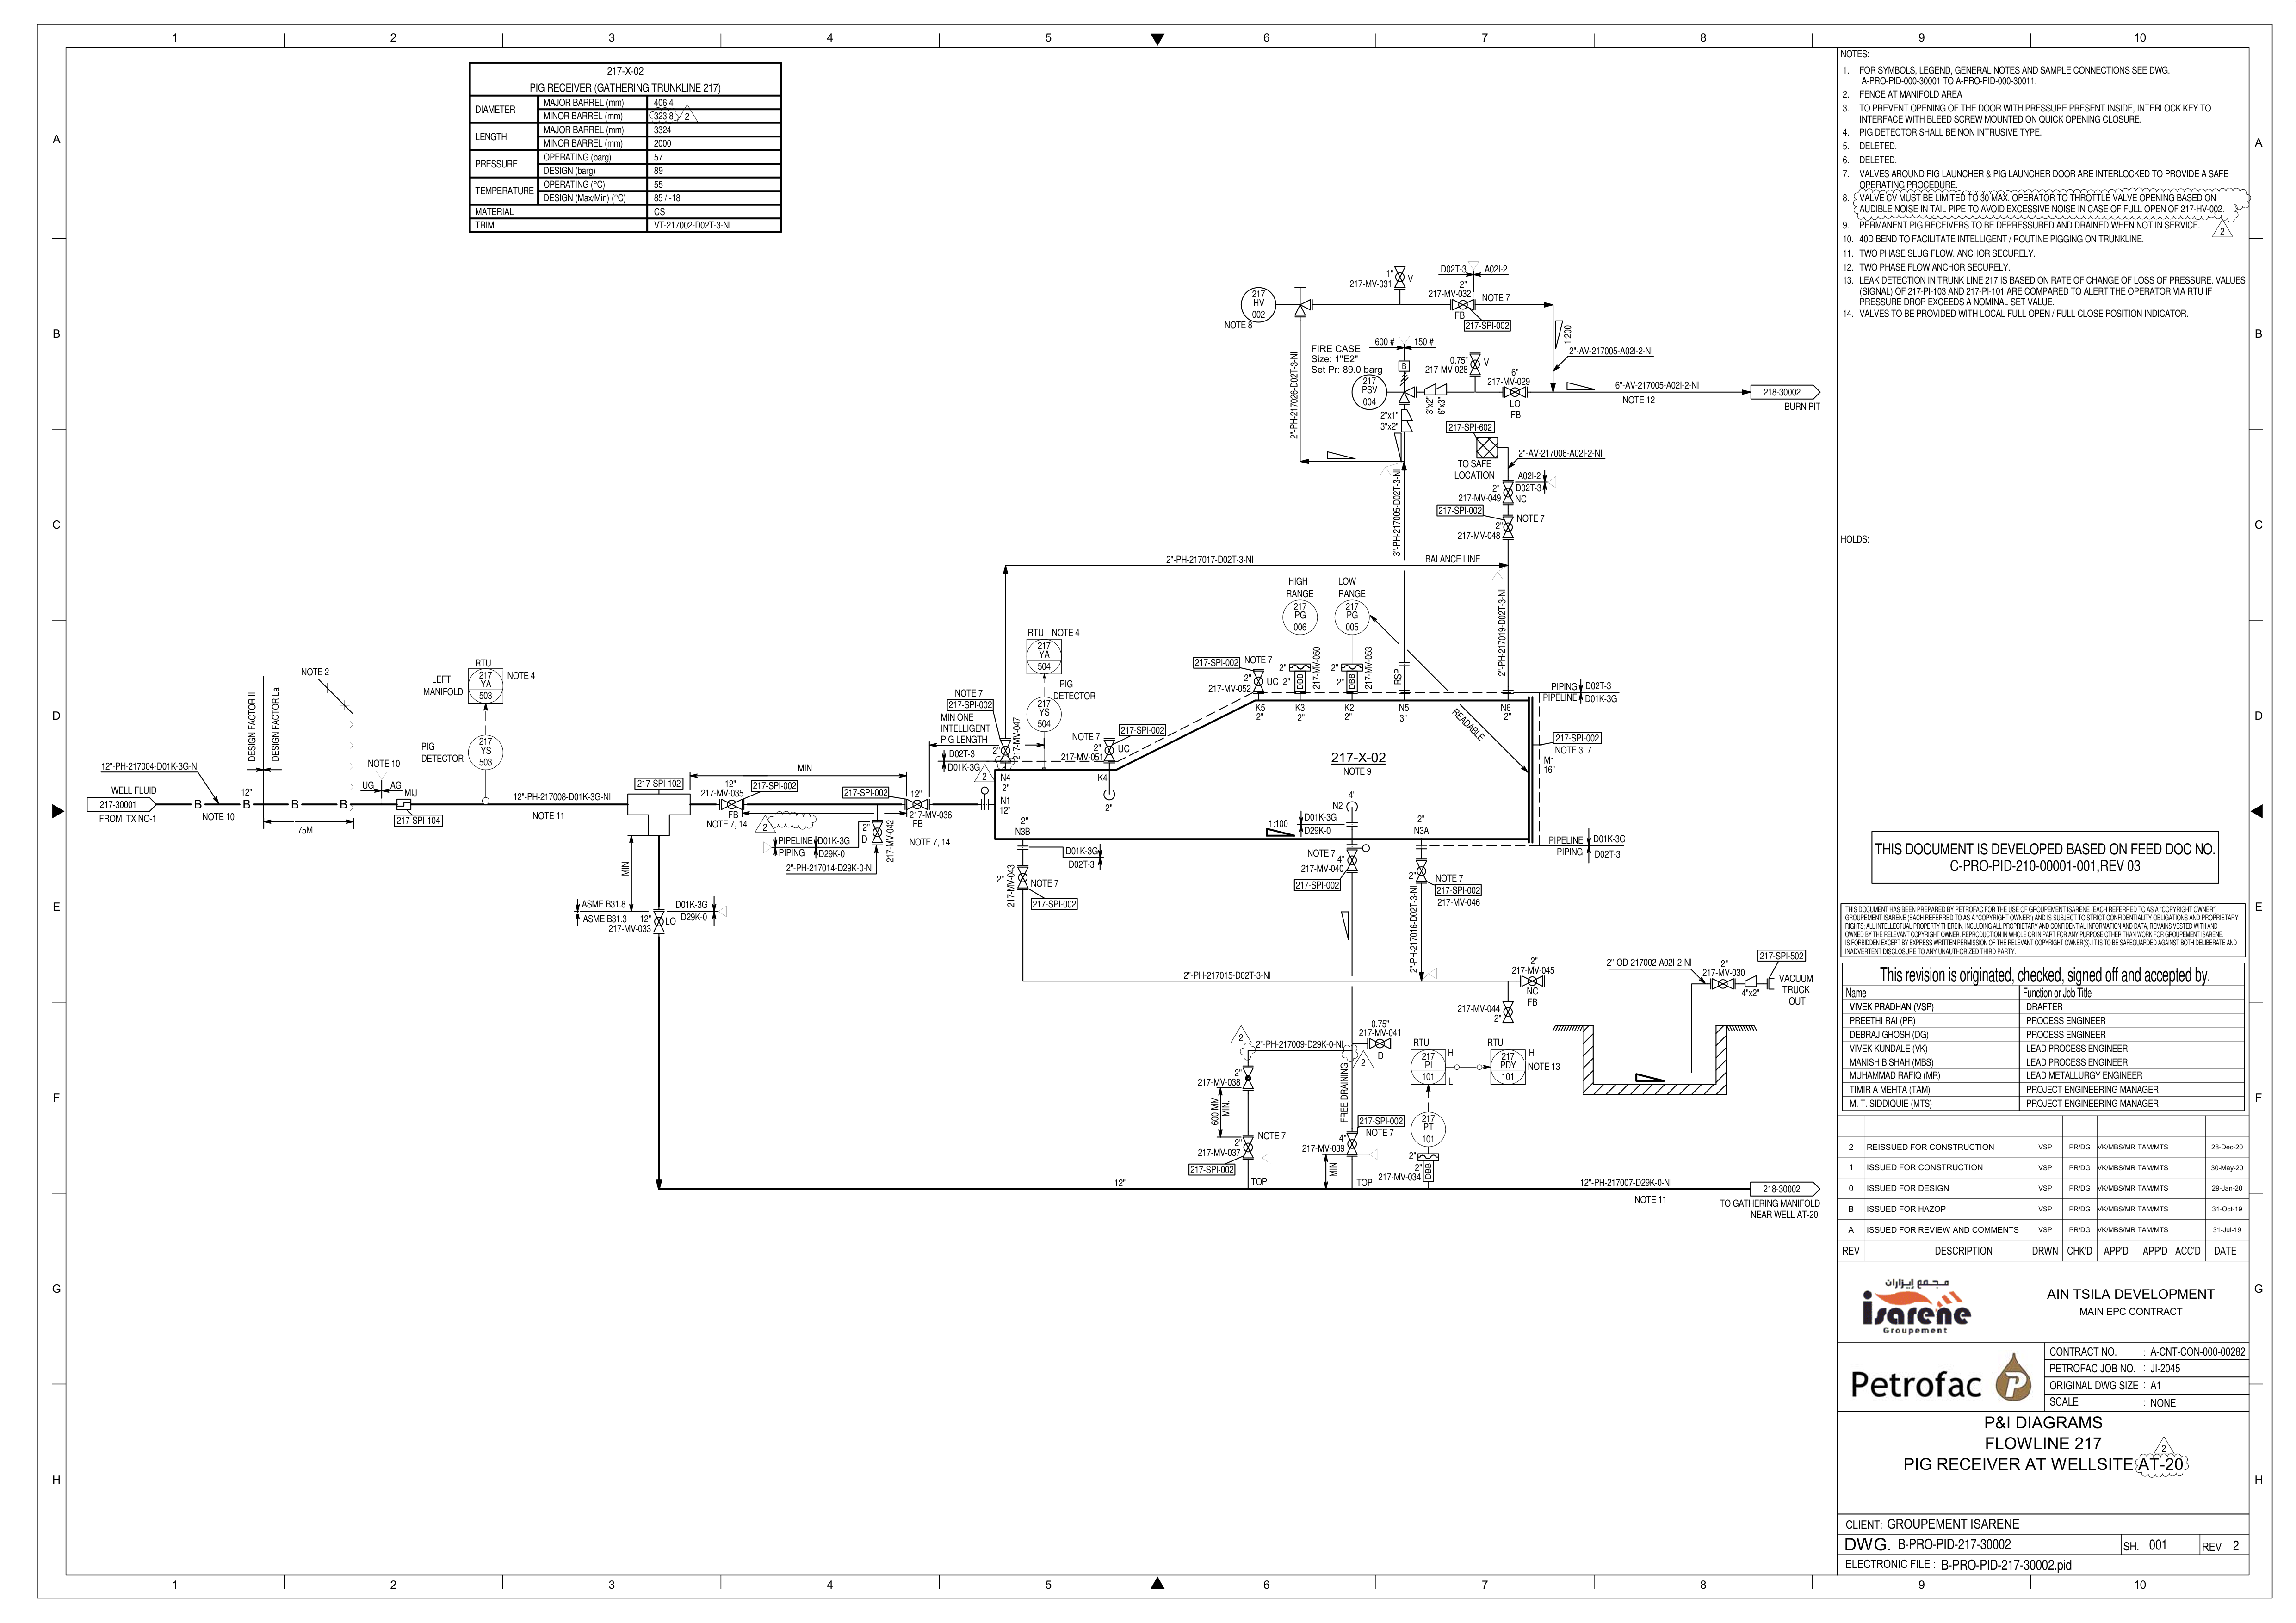 1 2 3 4 5 6 7 8 9 10
A
B
C
D
E
F
G
H
217-X-02
PIG RECEIVER (GATHERING TRUNKLINE 217)
DIAMETER MAJOR BARREL (mm) 406.4
MINOR BARREL (mm) 323.8 2
LENGTH MAJOR BARREL (mm) 3324
MINOR BARREL (mm) 2000
PRESSURE OPERATING (barg) 57
DESIGN (barg) 89
TEMPERATURE OPERATING (°C) 55
DESIGN (Max/Min) (°C) 85 / -18
MATERIAL CS
TRIM VT-217002-D02T-3-NI
1" 217-MV-031 V
D02T-3 A02I-2
2"
217-MV-032 NOTE 7
FB
217-SPI-002
217
HV
002
NOTE 8
1:200
2"-AV-217005-A02I-2-NI
FIRE CASE
Size: 1"E2"
Set Pr: 89.0 barg
600 # 150 #
B
217
PSV
004
0.75"
217-MV-028 V
6"
217-MV-029
LO
FB
3"x2"
6"x3"
2"x1"
3"x2"
6"-AV-217005-A02I-2-NI
NOTE 12
218-30002
BURN PIT
2"-PH-217026-D02T-3-NI
217-SPI-602
TO SAFE
LOCATION
2"-AV-217006-A02I-2-NI
A02I-2
D02T-3
2"
217-MV-049 NC
217-SPI-002
NOTE 7
2"
217-MV-048
3"-PH-217005-D02T-3-NI
2"-PH-217017-D02T-3-NI
BALANCE LINE
2"-PH-217019-D02T-3-NI
HIGH
RANGE
217
PG
006
LOW
RANGE
217
PG
005
RTU NOTE 4
217
YA
504
PIG
DETECTOR
217
YS
504
217-SPI-002 NOTE 7
2"
217-MV-052 UC
2"
2" DBB 217-MV-050
2"
DBB 217-MV-053
RSP
PIPING D02T-3
PIPELINE D01K-3G
K5
2"
K3
2"
K2
2"
N5
3"
N6
2"
READABLE
217-SPI-002
NOTE 3, 7
M1
16"
217-X-02
NOTE 9
NOTE 7
217-SPI-002
MIN ONE
INTELLIGENT
PIG LENGTH
2"
217-MV-047
D02T-3
D01K-3G
2
N4
2"
N1
12"
NOTE 7
217-SPI-002
2"
UC
217-MV-051
K4
2"
RTU
217
YA
503
NOTE 4
LEFT
MANIFOLD
PIG
DETECTOR
217
YS
503
NOTE 2
DESIGN FACTOR III
DESIGN FACTOR La
12"-PH-217004-D01K-3G-NI
WELL FLUID
217-30001
FROM TX NO-1
B B B B
12"
NOTE 10
75M
NOTE 10
UG AG
MIJ
217-SPI-104
12"-PH-217008-D01K-3G-NI
NOTE 11
217-SPI-102
MIN
12"
217-MV-035
217-SPI-002
FB
NOTE 7, 14
2
217-SPI-002
12"
217-MV-036
FB
NOTE 7, 14
2"
D
217-MV-042
PIPELINE D01K-3G
PIPING D29K-0
2"-PH-217014-D29K-0-NI
MIN
ASME B31.8 D01K-3G
ASME B31.3 D29K-0
12"
217-MV-033
LO
2"
N3B
D01K-3G
D02T-3
2"
217-MV-043
NOTE 7
217-SPI-002
1:100
D01K-3G
D29K-0
4"
N2
NOTE 7
4"
217-MV-040
217-SPI-002
2"
N3A
2"
NOTE 7
217-SPI-002
217-MV-046
PIPELINE D01K-3G
PIPING D02T-3
2"-PH-217016-D02T-3-NI
2"-PH-217015-D02T-3-NI
2"
217-MV-045
NC
FB
217-MV-044
2"
2"-OD-217002-A02I-2-NI
2"
217-MV-030
4"x2"
217-SPI-502
VACUUM
TRUCK
OUT
2
2"-PH-217009-D29K-0-NI
0.75"
217-MV-041
D
2
2"
217-MV-038
600 MM
MIN.
2"
NOTE 7
217-MV-037
217-SPI-002
FREE DRAINING
4"
217-SPI-002
NOTE 7
217-MV-039
MIN
RTU
217
PI
101
H
L
RTU
217
PDY
101
H
NOTE 13
217
PT
101
2"
2"
DBB
217-MV-034
TOP
TOP
12"
12"-PH-217007-D29K-0-NI
NOTE 11
218-30002
TO GATHERING MANIFOLD
NEAR WELL AT-20.
NOTES:
1. FOR SYMBOLS, LEGEND, GENERAL NOTES AND SAMPLE CONNECTIONS SEE DWG.
A-PRO-PID-000-30001 TO A-PRO-PID-000-30011.
2. FENCE AT MANIFOLD AREA
3. TO PREVENT OPENING OF THE DOOR WITH PRESSURE PRESENT INSIDE, INTERLOCK KEY TO
INTERFACE WITH BLEED SCREW MOUNTED ON QUICK OPENING CLOSURE.
4. PIG DETECTOR SHALL BE NON INTRUSIVE TYPE.
5. DELETED.
6. DELETED.
7. VALVES AROUND PIG LAUNCHER & PIG LAUNCHER DOOR ARE INTERLOCKED TO PROVIDE A SAFE
OPERATING PROCEDURE.
8. VALVE CV MUST BE LIMITED TO 30 MAX. OPERATOR TO THROTTLE VALVE OPENING BASED ON
AUDIBLE NOISE IN TAIL PIPE TO AVOID EXCESSIVE NOISE IN CASE OF FULL OPEN OF 217-HV-002.
9. PERMANENT PIG RECEIVERS TO BE DEPRESSURED AND DRAINED WHEN NOT IN SERVICE.
2
10. 40D BEND TO FACILITATE INTELLIGENT / ROUTINE PIGGING ON TRUNKLINE.
11. TWO PHASE SLUG FLOW, ANCHOR SECURELY.
12. TWO PHASE FLOW ANCHOR SECURELY.
13. LEAK DETECTION IN TRUNK LINE 217 IS BASED ON RATE OF CHANGE OF LOSS OF PRESSURE. VALUES
(SIGNAL) OF 217-PI-103 AND 217-PI-101 ARE COMPARED TO ALERT THE OPERATOR VIA RTU IF
PRESSURE DROP EXCEEDS A NOMINAL SET VALUE.
14. VALVES TO BE PROVIDED WITH LOCAL FULL OPEN / FULL CLOSE POSITION INDICATOR.
HOLDS:
THIS DOCUMENT IS DEVELOPED BASED ON FEED DOC NO.
C-PRO-PID-210-00001-001,REV 03
THIS DOCUMENT HAS BEEN PREPARED BY PETROFAC FOR THE USE OF GROUPEMENT ISARENE (EACH REFERRED TO AS A "COPYRIGHT OWNER")
GROUPEMENT ISARENE (EACH REFERRED TO AS A "COPYRIGHT OWNER") AND IS SUBJECT TO STRICT CONFIDENTIALITY OBLIGATIONS AND PROPRIETARY
RIGHTS; ALL INTELLECTUAL PROPERTY THEREIN, INCLUDING ALL PROPRIETARY AND CONFIDENTIAL INFORMATION AND DATA, REMAINS VESTED WITH AND
OWNED BY THE RELEVANT COPYRIGHT OWNER. REPRODUCTION IN WHOLE OR IN PART FOR ANY PURPOSE OTHER THAN WORK FOR GROUPEMENT ISARENE,
IS FORBIDDEN EXCEPT BY EXPRESS WRITTEN PERMISSION OF THE RELEVANT COPYRIGHT OWNER(S). IT IS TO BE SAFEGUARDED AGAINST BOTH DELIBERATE AND
INADVERTENT DISCLOSURE TO ANY UNAUTHORIZED THIRD PARTY.
This revision is originated, checked, signed off and accepted by.
Name Function or Job Title
VIVEK PRADHAN (VSP) DRAFTER
PREETHI RAI (PR) PROCESS ENGINEER
DEBRAJ GHOSH (DG) PROCESS ENGINEER
VIVEK KUNDALE (VK) LEAD PROCESS ENGINEER
MANISH B SHAH (MBS) LEAD PROCESS ENGINEER
MUHAMMAD RAFIQ (MR) LEAD METALLURGY ENGINEER
TIMIR A MEHTA (TAM) PROJECT ENGINEERING MANAGER
M. T. SIDDIQUIE (MTS) PROJECT ENGINEERING MANAGER
2 REISSUED FOR CONSTRUCTION VSP PR/DG VK/MBS/MR TAM/MTS 28-Dec-20
1 ISSUED FOR CONSTRUCTION VSP PR/DG VK/MBS/MR TAM/MTS 30-May-20
0 ISSUED FOR DESIGN VSP PR/DG VK/MBS/MR TAM/MTS 29-Jan-20
B ISSUED FOR HAZOP VSP PR/DG VK/MBS/MR TAM/MTS 31-Oct-19
A ISSUED FOR REVIEW AND COMMENTS VSP PR/DG VK/MBS/MR TAM/MTS 31-Jul-19
REV DESCRIPTION DRWN CHK'D APP'D APP'D ACC'D DATE
مجمع إيزاران
isarene
Groupement
AIN TSILA DEVELOPMENT
MAIN EPC CONTRACT
Petrofac
CONTRACT NO. : A-CNT-CON-000-00282
PETROFAC JOB NO. : JI-2045
ORIGINAL DWG SIZE : A1
SCALE : NONE
P&I DIAGRAMS
FLOWLINE 217
PIG RECEIVER AT WELLSITE AT-20
2
CLIENT: GROUPEMENT ISARENE
DWG. B-PRO-PID-217-30002 SH. 001 REV 2
ELECTRONIC FILE : B-PRO-PID-217-30002.pid
1 2 3 4 5 6 7 8 9 10